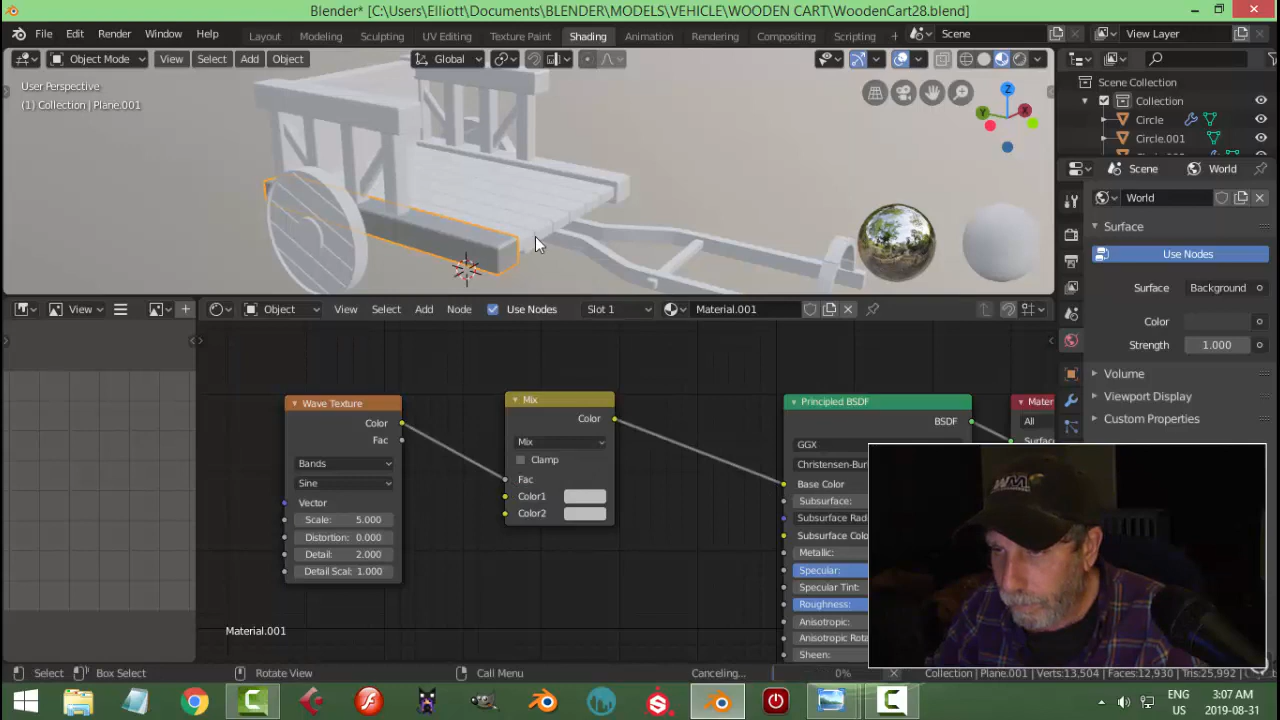 Blender* [C:\Users\Elliott\Documents\BLENDER\MODELS\VEHICLE\WOODEN CART\WoodenCart28.blend]
File Edit Render Window Help Layout Modeling Sculpting UV Editing Texture Paint Shading Animation Rendering Compositing Scripting + Scene View Layer
Object Mode View Select Add Object Global
User Perspective
(1) Collection | Plane.001
Z
Y
X
Scene Collection
Collection
Circle
Circle.001
Scene World
World
Surface
Use Nodes
Surface: Background
Color
Strength 1.000
Volume
Viewport Display
Custom Properties
View Object View Select Add Node Use Nodes Slot 1 Material.001
Wave Texture
Color
Fac
Bands
Sine
Vector
Scale: 5.000
Distortion: 0.000
Detail: 2.000
Detail Scal: 1.000
Mix
Color
Mix
Clamp
Fac
Color1
Color2
Principled BSDF
BSDF
GGX
Christensen-Bur
Base Color
Subsurface:
Subsurface Radi
Subsurface Colo
Metallic:
Specular:
Specular Tint:
Roughness:
Anisotropic:
Anisotropic Rota
Sheen:
Mater
All
Surface
Material.001
Select Box Select Rotate View Call Menu Canceling... 0% Collection | Plane.001 | Verts:13,504 | Faces:12,930 | Tris:25,992
ENG
US
3:07 AM
2019-08-31